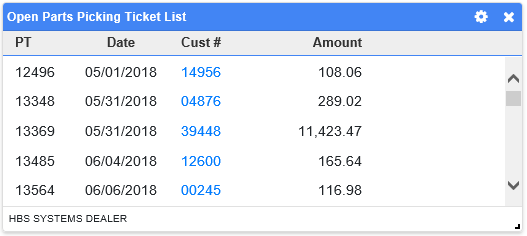 Open Parts Picking Ticket List
PT Date Cust # Amount
12496 05/01/2018 14956 108.06
13348 05/31/2018 04876 289.02
13369 05/31/2018 39448 11,423.47
13485 06/04/2018 12600 165.64
13564 06/06/2018 00245 116.98
HBS SYSTEMS DEALER